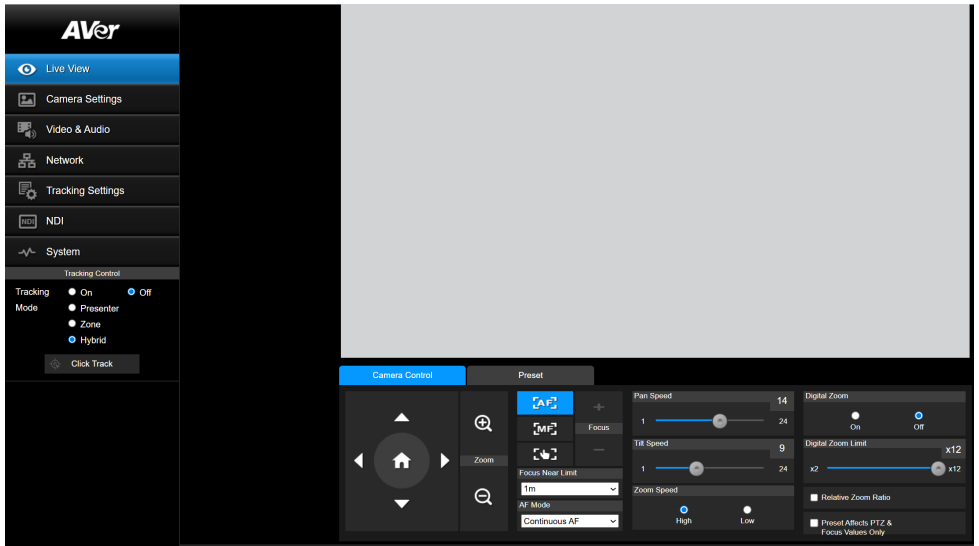 AVer
Live View
Camera Settings
Video & Audio
Network
Tracking Settings
NDI NDI
System
Tracking Control
Tracking On Off
Mode Presenter
Zone
Hybrid
Click Track
Camera Control Preset
AF
MF
Focus
Zoom
Focus Near Limit
1m
AF Mode
Continuous AF
Pan Speed 14
1 24
Tilt Speed 9
1 24
Zoom Speed
High Low
Digital Zoom
On Off
Digital Zoom Limit x12
x2 x12
Relative Zoom Ratio
Preset Affects PTZ &
Focus Values Only